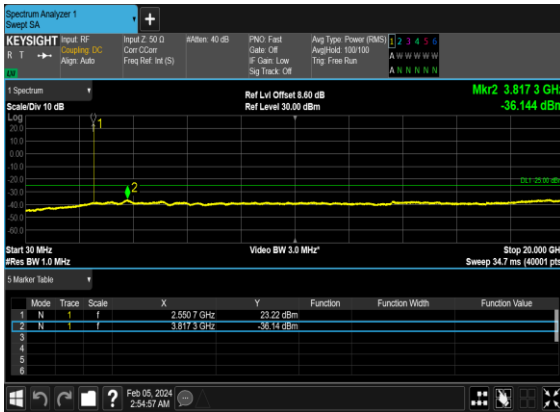 Spectrum Analyzer 1
Swept SA
+
KEYSIGHT Input: RF Input Z: 50 Ω #Atten: 40 dB PNO: Fast Avg Type: Power (RMS) 1 2 3 4 5 6
R T Coupling: DC Corr CCorr Gate: Off Avg|Hold: 100/100 A W W W W W
Align: Auto Freq Ref: Int (S) IF Gain: Low Trig: Free Run
LXI Sig Track: Off A N N N N N
1 Spectrum Ref Lvl Offset 8.60 dB Mkr2 3.817 3 GHz
Scale/Div 10 dB Ref Level 30.00 dBm -36.144 dBm
Log
20.0 1
10.0
0.00
-10.0
-20.0 DL1 -25.00 dBm
-30.0 2
-40.0
-50.0
-60.0
Start 30 MHz Video BW 3.0 MHz* Stop 20.000 GHz
#Res BW 1.0 MHz Sweep 34.7 ms (40001 pts)
5 Marker Table
Mode Trace Scale X Y Function Function Width Function Value
1 N 1 f 2.550 7 GHz 23.22 dBm
2 N 1 f 3.817 3 GHz -36.14 dBm
3
4
5
6
? Feb 05, 2024
2:54:57 AM